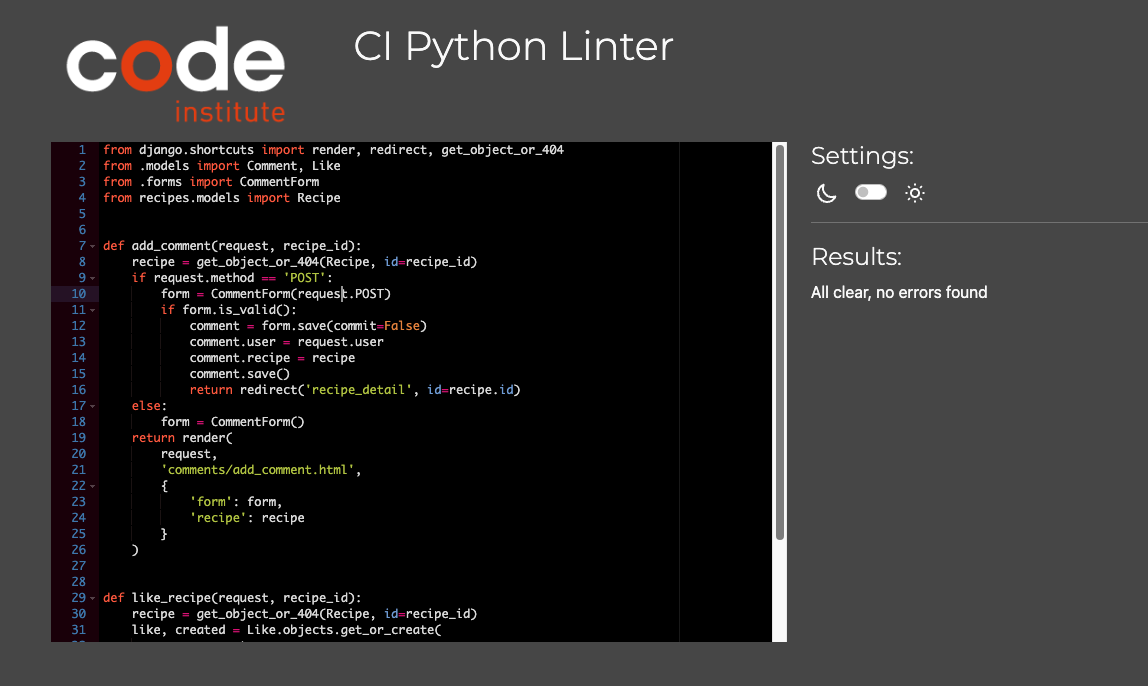 code
institute
CI Python Linter
1 from django.shortcuts import render, redirect, get_object_or_404
2 from .models import Comment, Like
3 from .forms import CommentForm
4 from recipes.models import Recipe
5
6
7 def add_comment(request, recipe_id):
8     recipe = get_object_or_404(Recipe, id=recipe_id)
9     if request.method == 'POST':
10         form = CommentForm(request.POST)
11         if form.is_valid():
12             comment = form.save(commit=False)
13             comment.user = request.user
14             comment.recipe = recipe
15             comment.save()
16             return redirect('recipe_detail', id=recipe.id)
17     else:
18         form = CommentForm()
19     return render(
20         request,
21         'comments/add_comment.html',
22         {
23             'form': form,
24             'recipe': recipe
25         }
26     )
27
28
29 def like_recipe(request, recipe_id):
30     recipe = get_object_or_404(Recipe, id=recipe_id)
31     like, created = Like.objects.get_or_create(
Settings:
Results:
All clear, no errors found